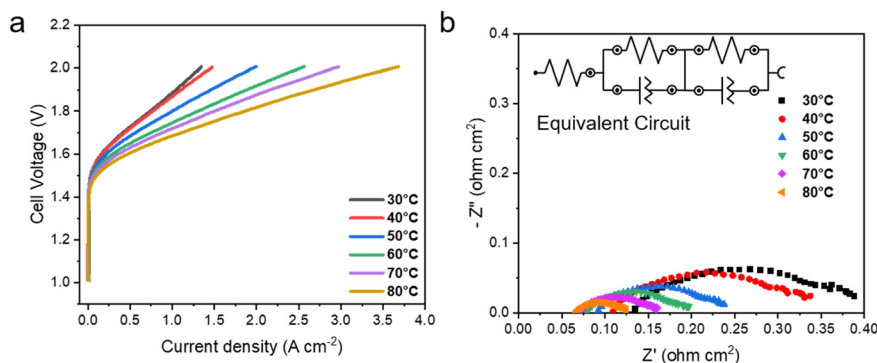 a
2.2
2.0
1.8
1.6
1.4
1.2
1.0
Cell Voltage (V)
30°C
40°C
50°C
60°C
70°C
80°C
0.0 0.5 1.0 1.5 2.0 2.5 3.0 3.5 4.0
Current density (A cm⁻²)
b
0.4
0.3
0.2
0.1
0.0
- Z" (ohm cm²)
Equivalent Circuit
30°C
40°C
50°C
60°C
70°C
80°C
0.00 0.05 0.10 0.15 0.20 0.25 0.30 0.35 0.40
Z' (ohm cm²)